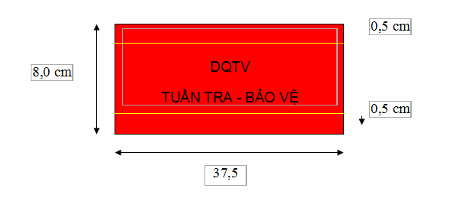 0,5 cm
8,0 cm
DQTV
TUẦN TRA - BẢO VỆ
0,5 cm
37,5